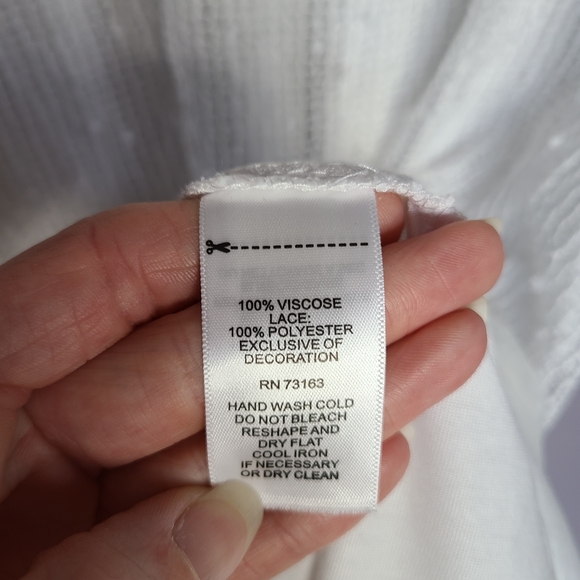 100% VISCOSE
LACE:
100% POLYESTER
EXCLUSIVE OF
DECORATION
RN 73163
HAND WASH COLD
DO NOT BLEACH
RESHAPE AND
DRY FLAT
COOL IRON
IF NECESSARY
OR DRY CLEAN